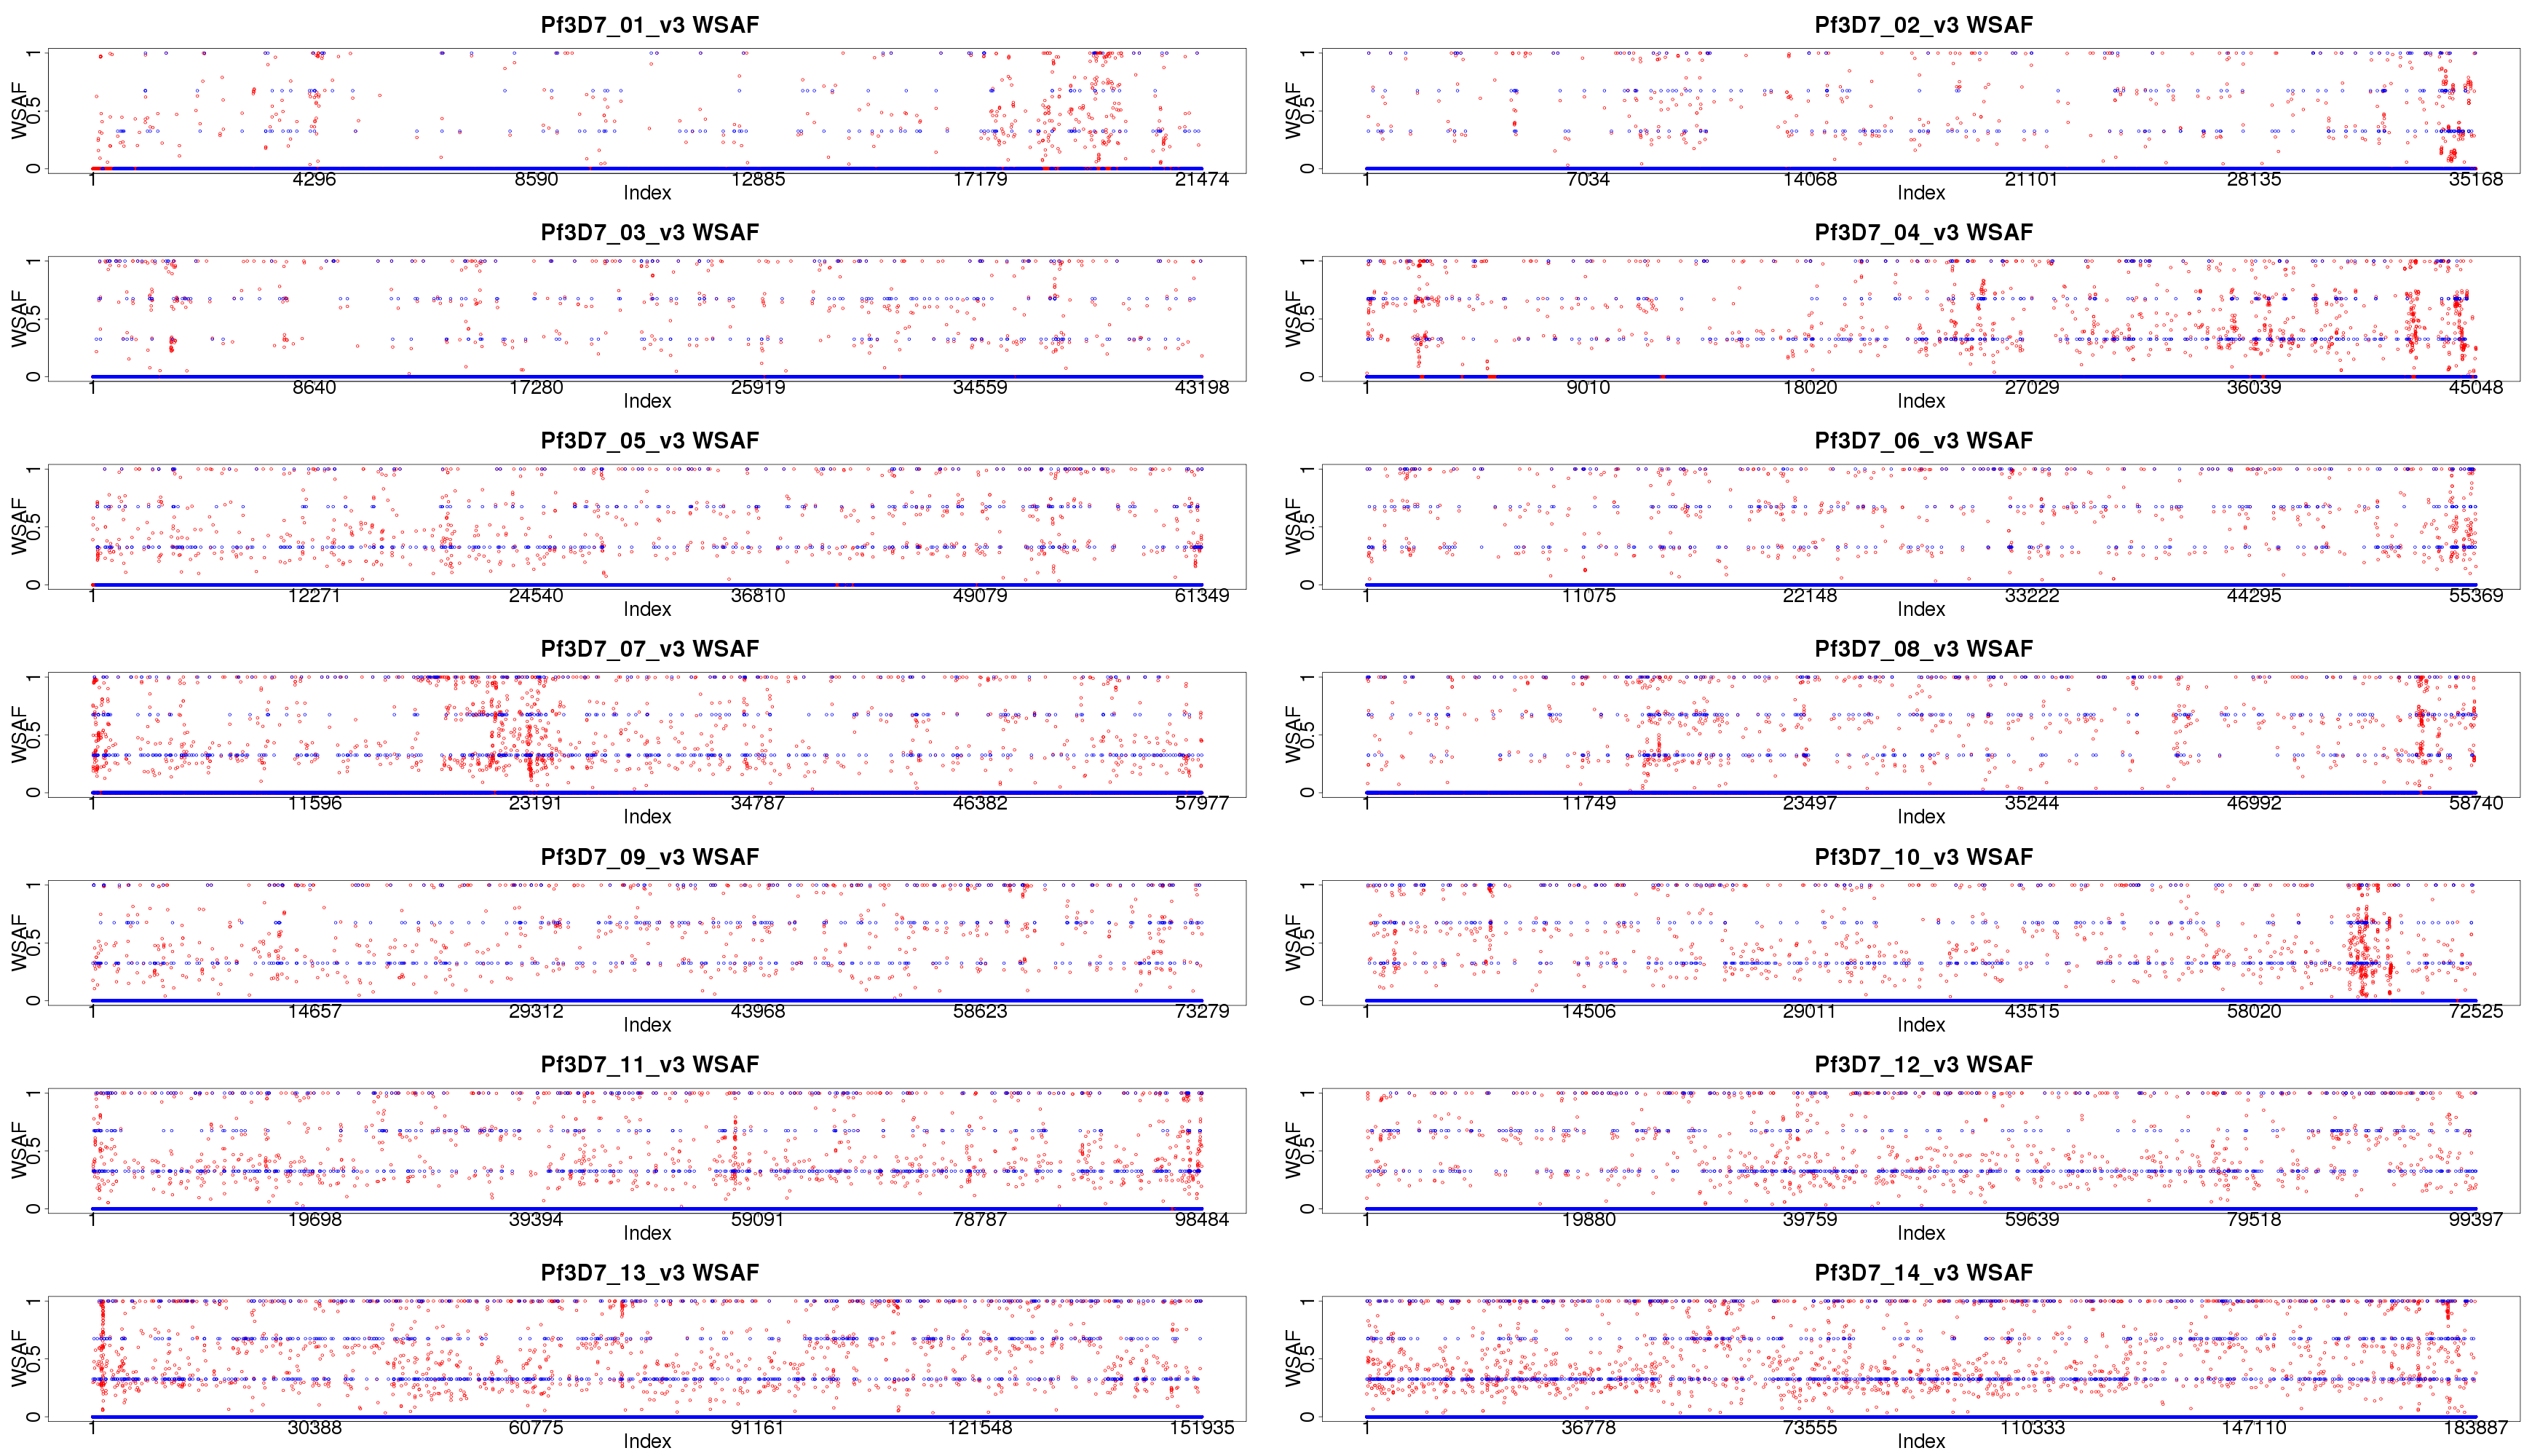 Pf3D7_01_v3 WSAF
WSAF
0 0.5 1
1 4296 8590 12885 17179 21474
Index
Pf3D7_02_v3 WSAF
WSAF
0 0.5 1
1 7034 14068 21101 28135 35168
Index
Pf3D7_03_v3 WSAF
WSAF
0 0.5 1
1 8640 17280 25919 34559 43198
Index
Pf3D7_04_v3 WSAF
WSAF
0 0.5 1
1 9010 18020 27029 36039 45048
Index
Pf3D7_05_v3 WSAF
WSAF
0 0.5 1
1 12271 24540 36810 49079 61349
Index
Pf3D7_06_v3 WSAF
WSAF
0 0.5 1
1 11075 22148 33222 44295 55369
Index
Pf3D7_07_v3 WSAF
WSAF
0 0.5 1
1 11596 23191 34787 46382 57977
Index
Pf3D7_08_v3 WSAF
WSAF
0 0.5 1
1 11749 23497 35244 46992 58740
Index
Pf3D7_09_v3 WSAF
WSAF
0 0.5 1
1 14657 29312 43968 58623 73279
Index
Pf3D7_10_v3 WSAF
WSAF
0 0.5 1
1 14506 29011 43515 58020 72525
Index
Pf3D7_11_v3 WSAF
WSAF
0 0.5 1
1 19698 39394 59091 78787 98484
Index
Pf3D7_12_v3 WSAF
WSAF
0 0.5 1
1 19880 39759 59639 79518 99397
Index
Pf3D7_13_v3 WSAF
WSAF
0 0.5 1
1 30388 60775 91161 121548 151935
Index
Pf3D7_14_v3 WSAF
WSAF
0 0.5 1
1 36778 73555 110333 147110 183887
Index